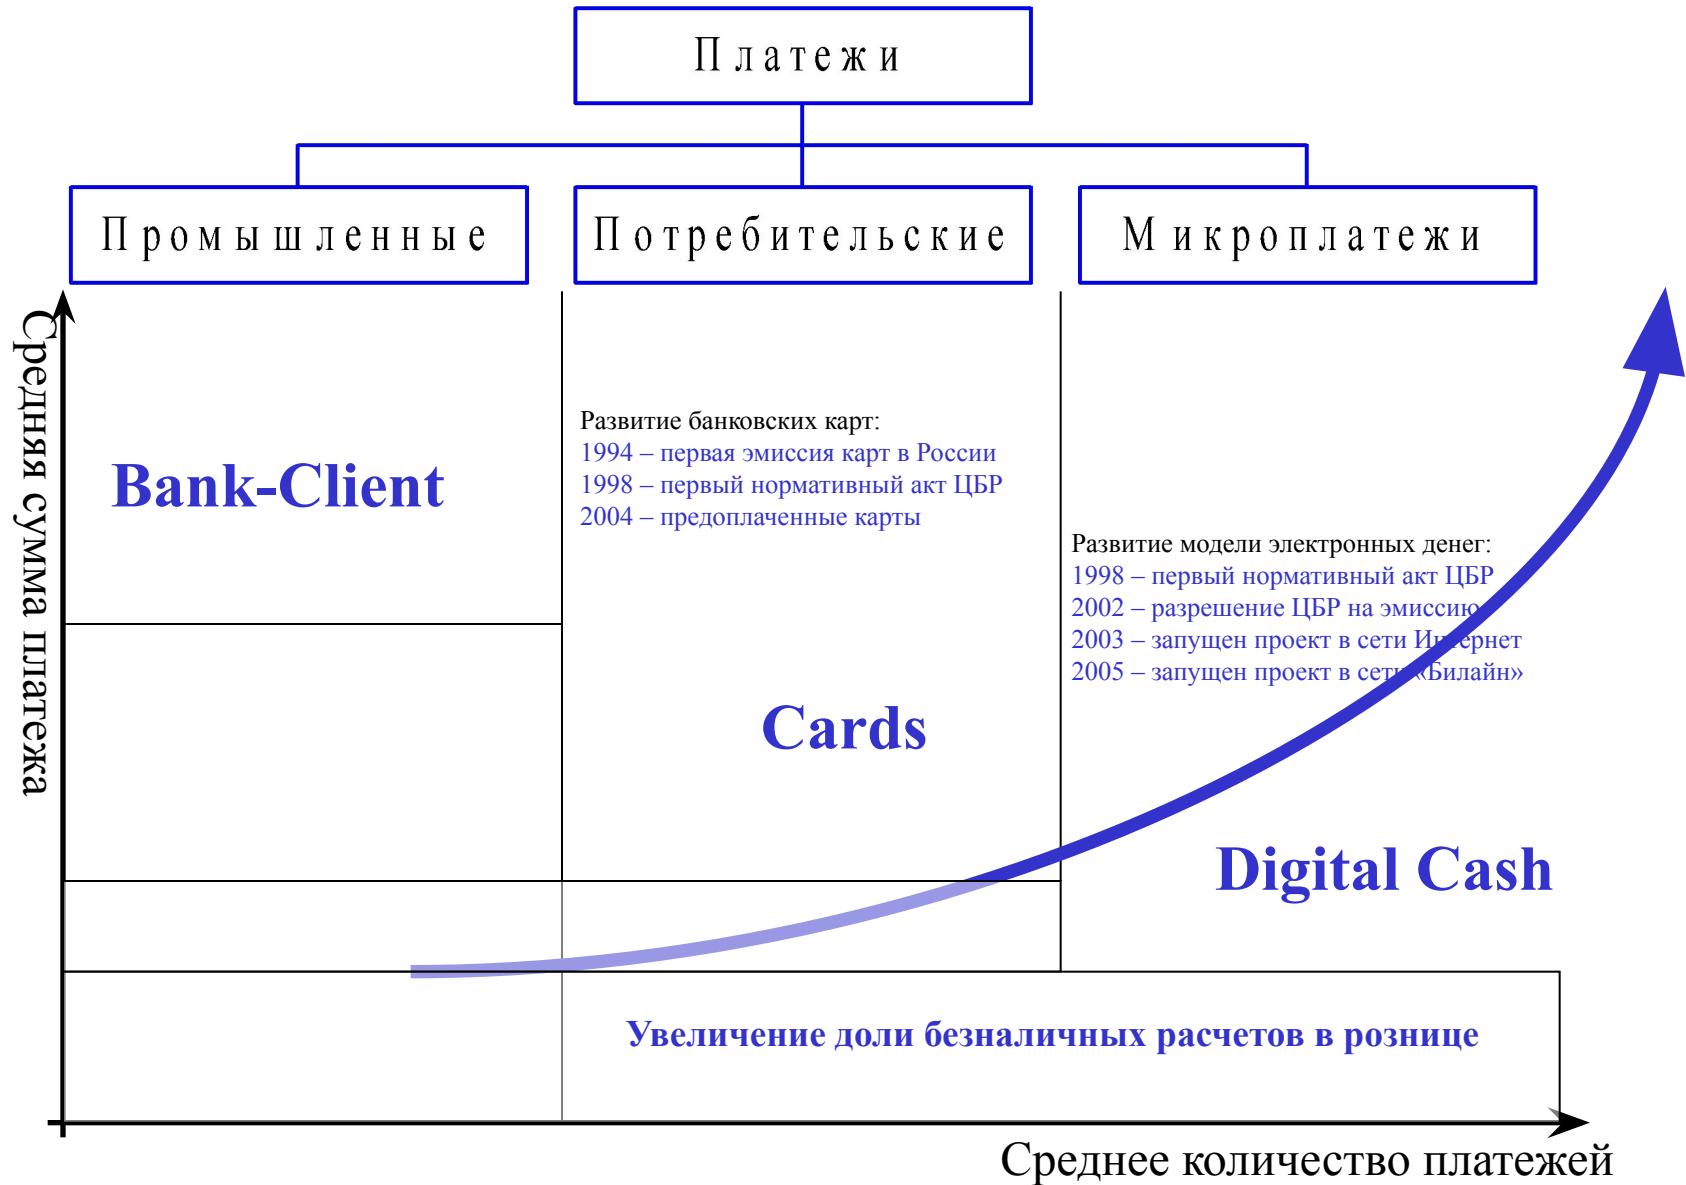 Платежи
Промышленные
Потребительские
Микроплатежи
Средняя сумма платежа
Bank-Client
Развитие банковских карт:
1994 – первая эмиссия карт в России
1998 – первый нормативный акт ЦБР
2004 – предоплаченные карты
Cards
Развитие модели электронных денег:
1998 – первый нормативный акт ЦБР
2002 – разрешение ЦБР на эмиссию
2003 – запущен проект в сети Интернет
2005 – запущен проект в сети «Билайн»
Digital Cash
Увеличение доли безналичных расчетов в рознице
Среднее количество платежей